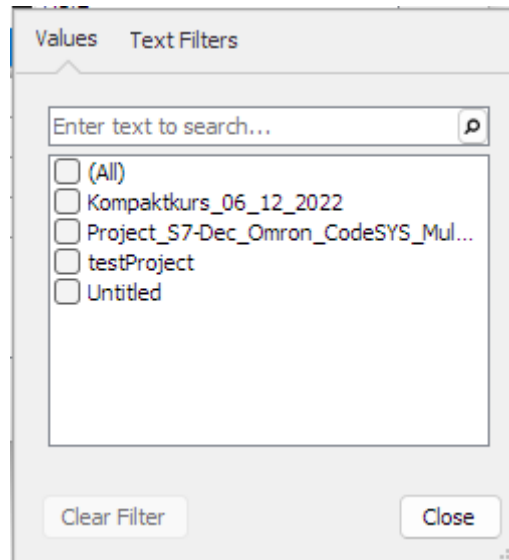 Values Text Filters
Enter text to search...
(All)
Kompaktkurs_06_12_2022
Project_S7-Dec_Omron_CodeSYS_Mul...
testProject
Untitled
Clear Filter Close